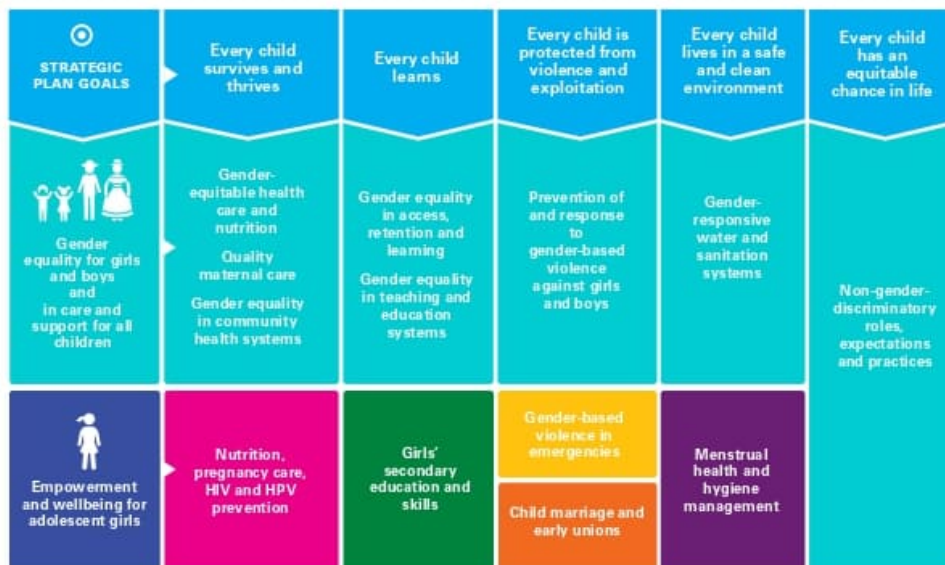 STRATEGIC
PLAN GOALS
Every child
survives and
thrives
Every child
learns
Every child is
protected from
violence and
exploitation
Every child
lives in a safe
and clean
environment
Every child
has an
equitable
chance in life
Gender
equality for girls
and boys
and
in care and
support for all
children
Gender-
equitable health
care and
nutrition
Quality
maternal care
Gender equality
in community
health systems
Gender equality
in access,
retention and
learning
Gender equality
in teaching and
education
systems
Prevention of
and response
to
gender-based
violence
against girls
and boys
Gender-
responsive
water and
sanitation
systems
Non-gender-
discriminatory
roles,
expectations
and practices
Empowerment
and wellbeing for
adolescent girls
Nutrition,
pregnancy care,
HIV and HPV
prevention
Girls'
secondary
education and
skills
Gender-based
violence in
emergencies
Child marriage and
early unions
Menstrual
health and
hygiene
management